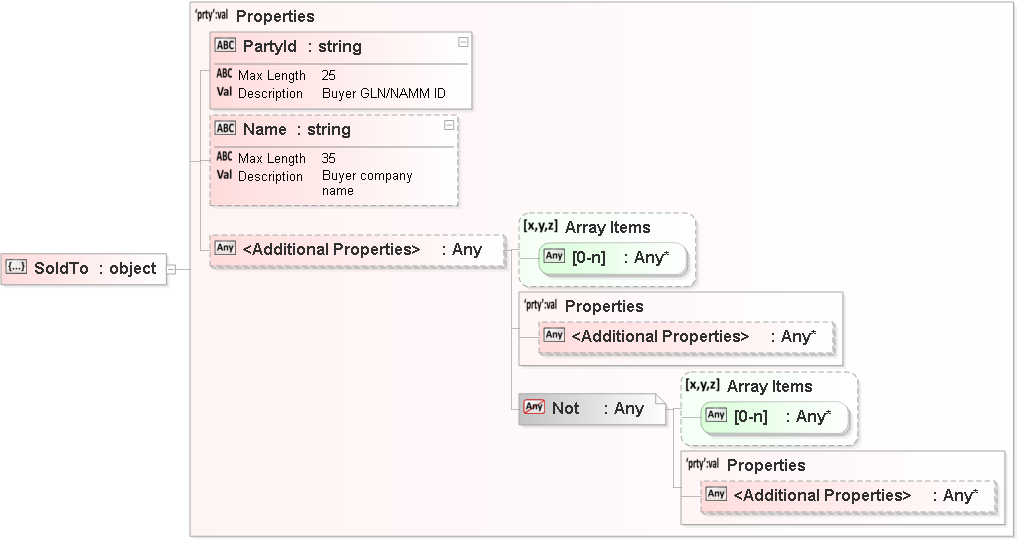 'prty':val Properties
ABC PartyId : string
ABC Max Length 25
Val Description Buyer GLN/NAMM ID
ABC Name : string
ABC Max Length 35
Val Description Buyer company
name
Any <Additional Properties> : Any
[x,y,z] Array Items
Any [0-n] : Any*
{...} SoldTo : object
'prty':val Properties
Any <Additional Properties> : Any*
Any Not : Any
[x,y,z] Array Items
Any [0-n] : Any*
'prty':val Properties
Any <Additional Properties> : Any*